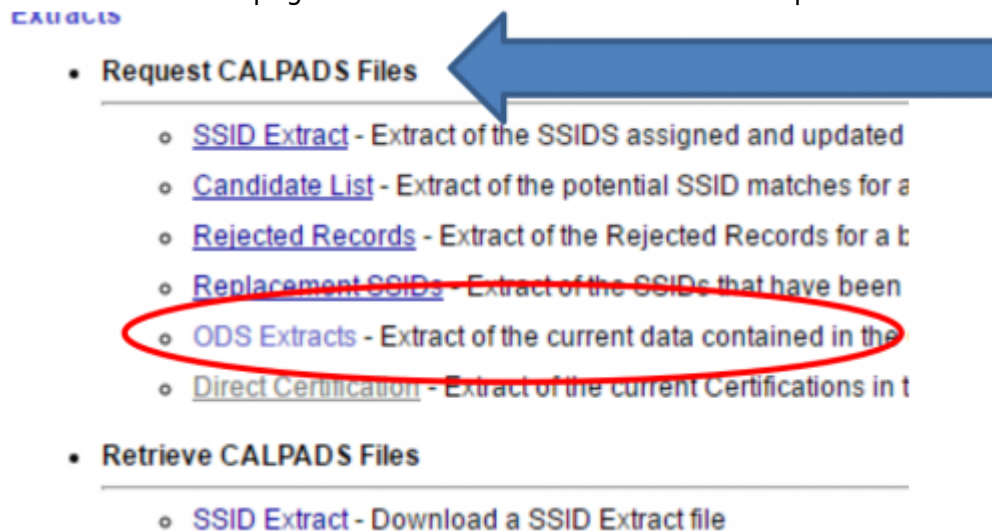 Extracts
Request CALPADS Files
SSID Extract - Extract of the SSIDS assigned and updated
Candidate List - Extract of the potential SSID matches for a
Rejected Records - Extract of the Rejected Records for a b
Replacement SSIDs - Extract of the SSIDs that have been
ODS Extracts - Extract of the current data contained in the
Direct Certification - Extract of the current Certifications in t
Retrieve CALPADS Files
SSID Extract - Download a SSID Extract file